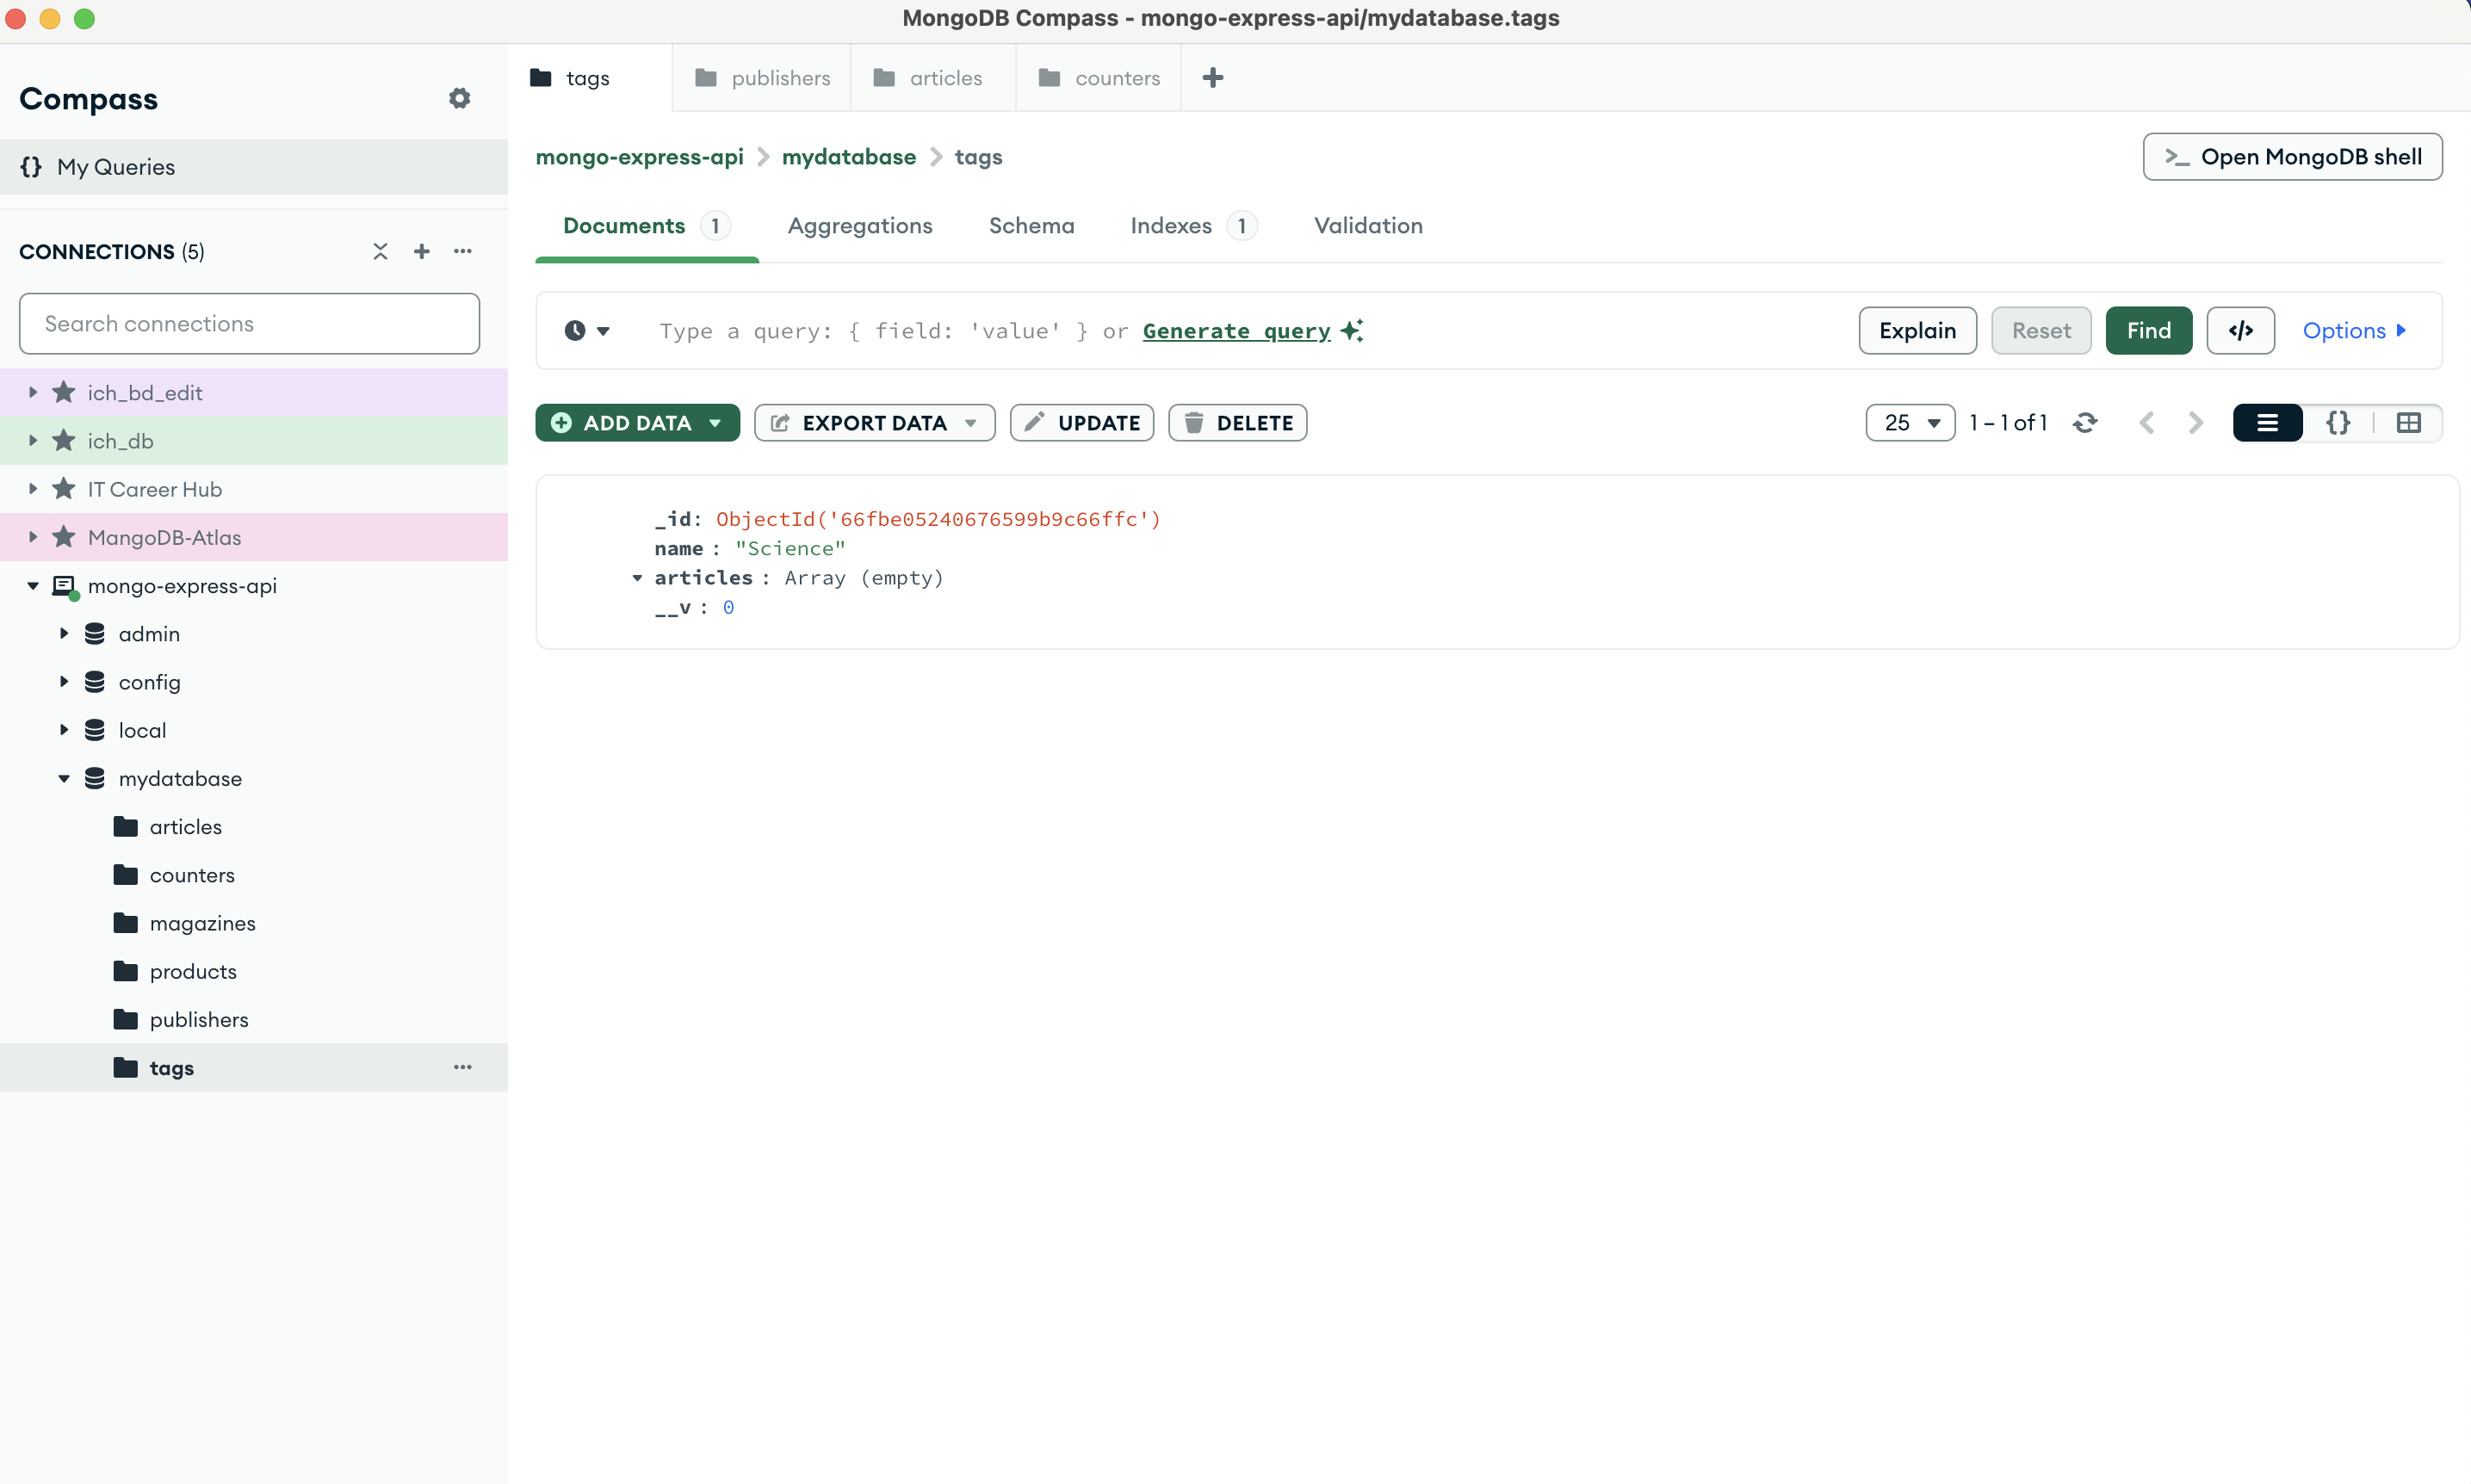 MongoDB Compass - mongo-express-api/mydatabase.tags
Compass
{} My Queries
CONNECTIONS (5)
Search connections
ich_bd_edit
ich_db
IT Career Hub
MangoDB-Atlas
mongo-express-api
admin
config
local
mydatabase
articles
counters
magazines
products
publishers
tags
tags publishers articles counters
mongo-express-api > mydatabase > tags
>_ Open MongoDB shell
Documents 1 Aggregations Schema Indexes 1 Validation
Type a query: { field: 'value' } or Generate query
Explain Reset Find </> Options
ADD DATA EXPORT DATA UPDATE DELETE
25 1 – 1 of 1 {}
_id: ObjectId('66fbe05240676599b9c66ffc')
name : "Science"
articles : Array (empty)
__v : 0